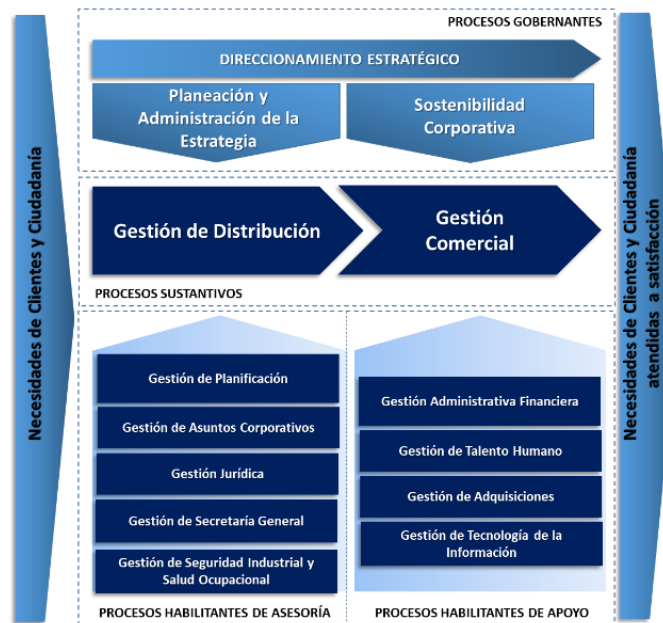 Necesidades de Clientes y Ciudadanía
PROCESOS GOBERNANTES
DIRECCIONAMIENTO ESTRATÉGICO
Planeación y
Administración de la
Estrategia
Sostenibilidad
Corporativa
Gestión de Distribución
Gestión
Comercial
PROCESOS SUSTANTIVOS
Gestión de Planificación
Gestión de Asuntos Corporativos
Gestión Jurídica
Gestión de Secretaría General
Gestión de Seguridad Industrial y
Salud Ocupacional
PROCESOS HABILITANTES DE ASESORÍA
Gestión Administrativa Financiera
Gestión de Talento Humano
Gestión de Adquisiciones
Gestión de Tecnología de la
Información
PROCESOS HABILITANTES DE APOYO
Necesidades de Clientes y Ciudadanía
atendidas a satisfacción